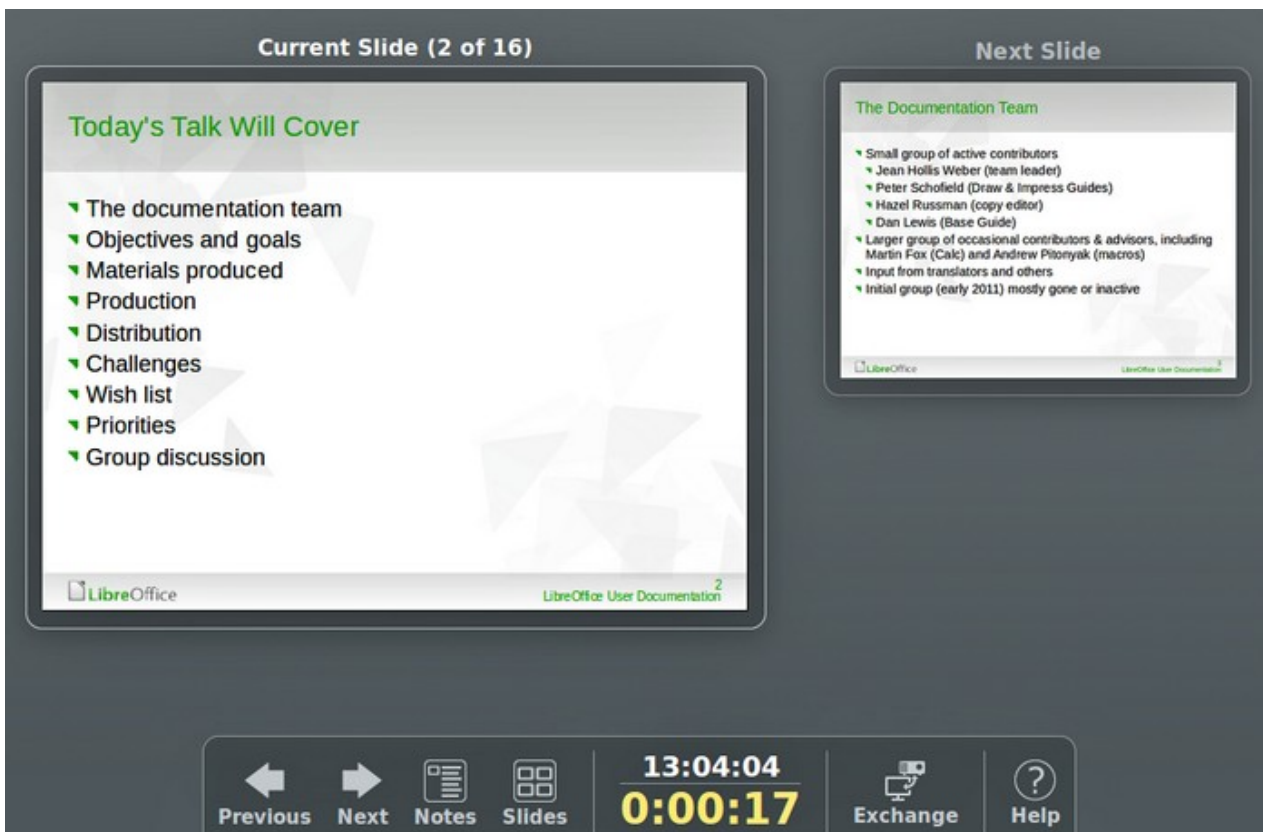 Current Slide (2 of 16)
Today's Talk Will Cover
The documentation team
Objectives and goals
Materials produced
Production
Distribution
Challenges
Wish list
Priorities
Group discussion
LibreOffice
2
LibreOffice User Documentation
Next Slide
The Documentation Team
Small group of active contributors
Jean Hollis Weber (team leader)
Peter Schofield (Draw & Impress Guides)
Hazel Russman (copy editor)
Dan Lewis (Base Guide)
Larger group of occasional contributors & advisors, including
Martin Fox (Calc) and Andrew Pitonyak (macros)
Input from translators and others
Initial group (early 2011) mostly gone or inactive
LibreOffice
3
LibreOffice User Documentation
Previous
Next
Notes
Slides
13:04:04
0:00:17
Exchange
?
Help